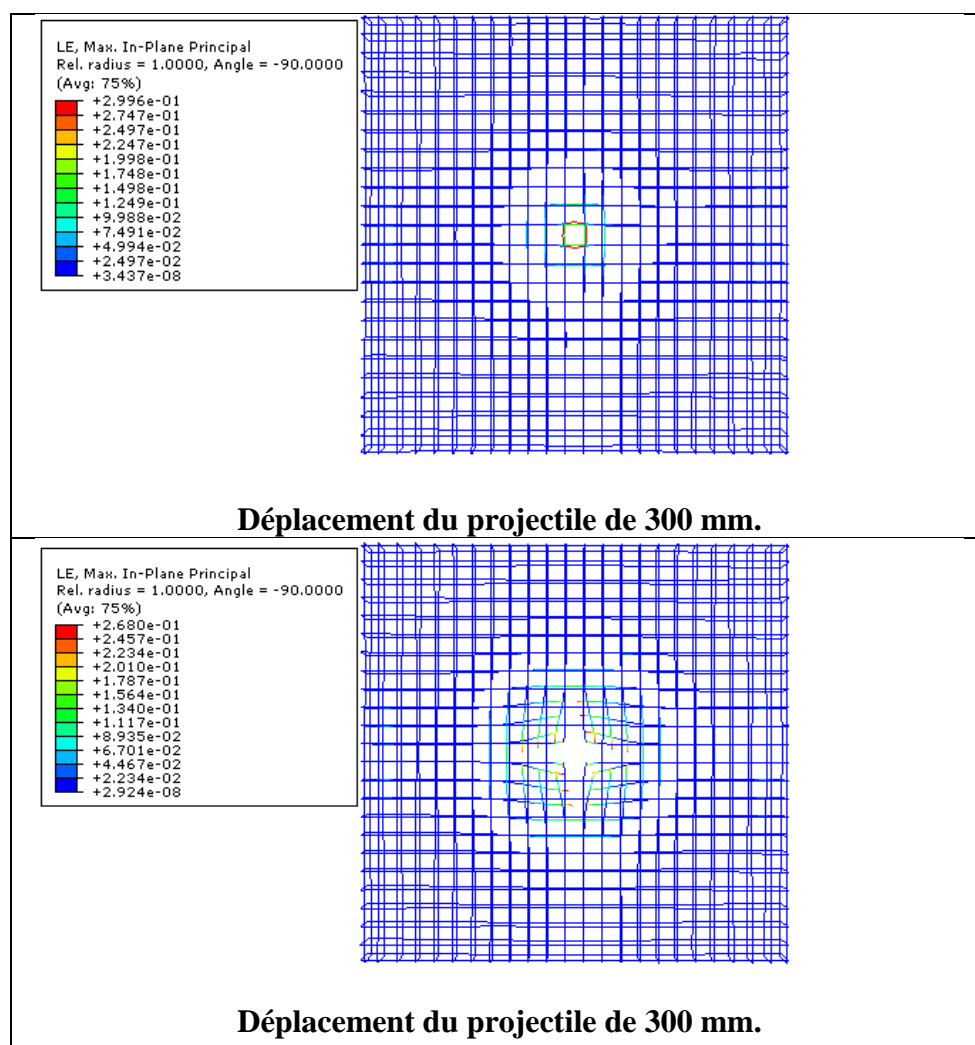 LE, Max. In-Plane Principal
Rel. radius = 1.0000, Angle = -90.0000
(Avg: 75%)
+2.996e-01
+2.747e-01
+2.497e-01
+2.247e-01
+1.998e-01
+1.748e-01
+1.498e-01
+1.249e-01
+9.988e-02
+7.491e-02
+4.994e-02
+2.497e-02
+3.437e-08
Déplacement du projectile de 300 mm.
LE, Max. In-Plane Principal
Rel. radius = 1.0000, Angle = -90.0000
(Avg: 75%)
+2.680e-01
+2.457e-01
+2.234e-01
+2.010e-01
+1.787e-01
+1.564e-01
+1.340e-01
+1.117e-01
+8.935e-02
+6.701e-02
+4.467e-02
+2.234e-02
+2.924e-08
Déplacement du projectile de 300 mm.